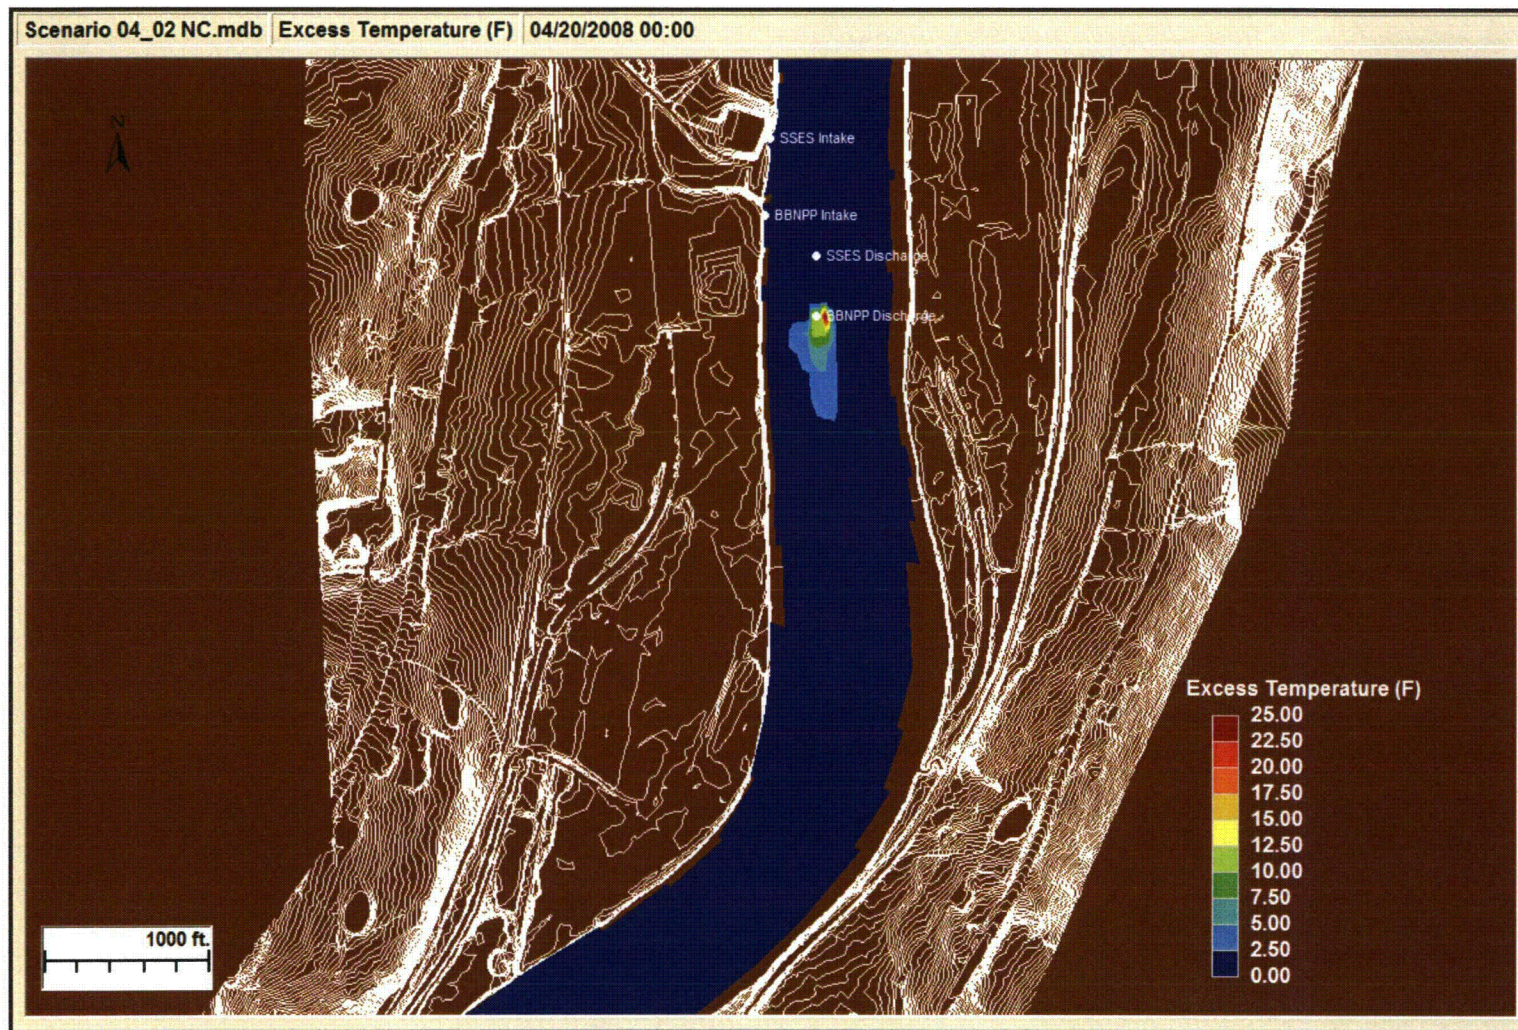 Scenario 04_02 NC.mdb Excess Temperature (F) 04/20/2008 00:00
N
SSES Intake
BBNPP Intake
SSES Discharge
BBNPP Discharge
Excess Temperature (F)
25.00
22.50
20.00
17.50
15.00
12.50
10.00
7.50
5.00
2.50
0.00
1000 ft.